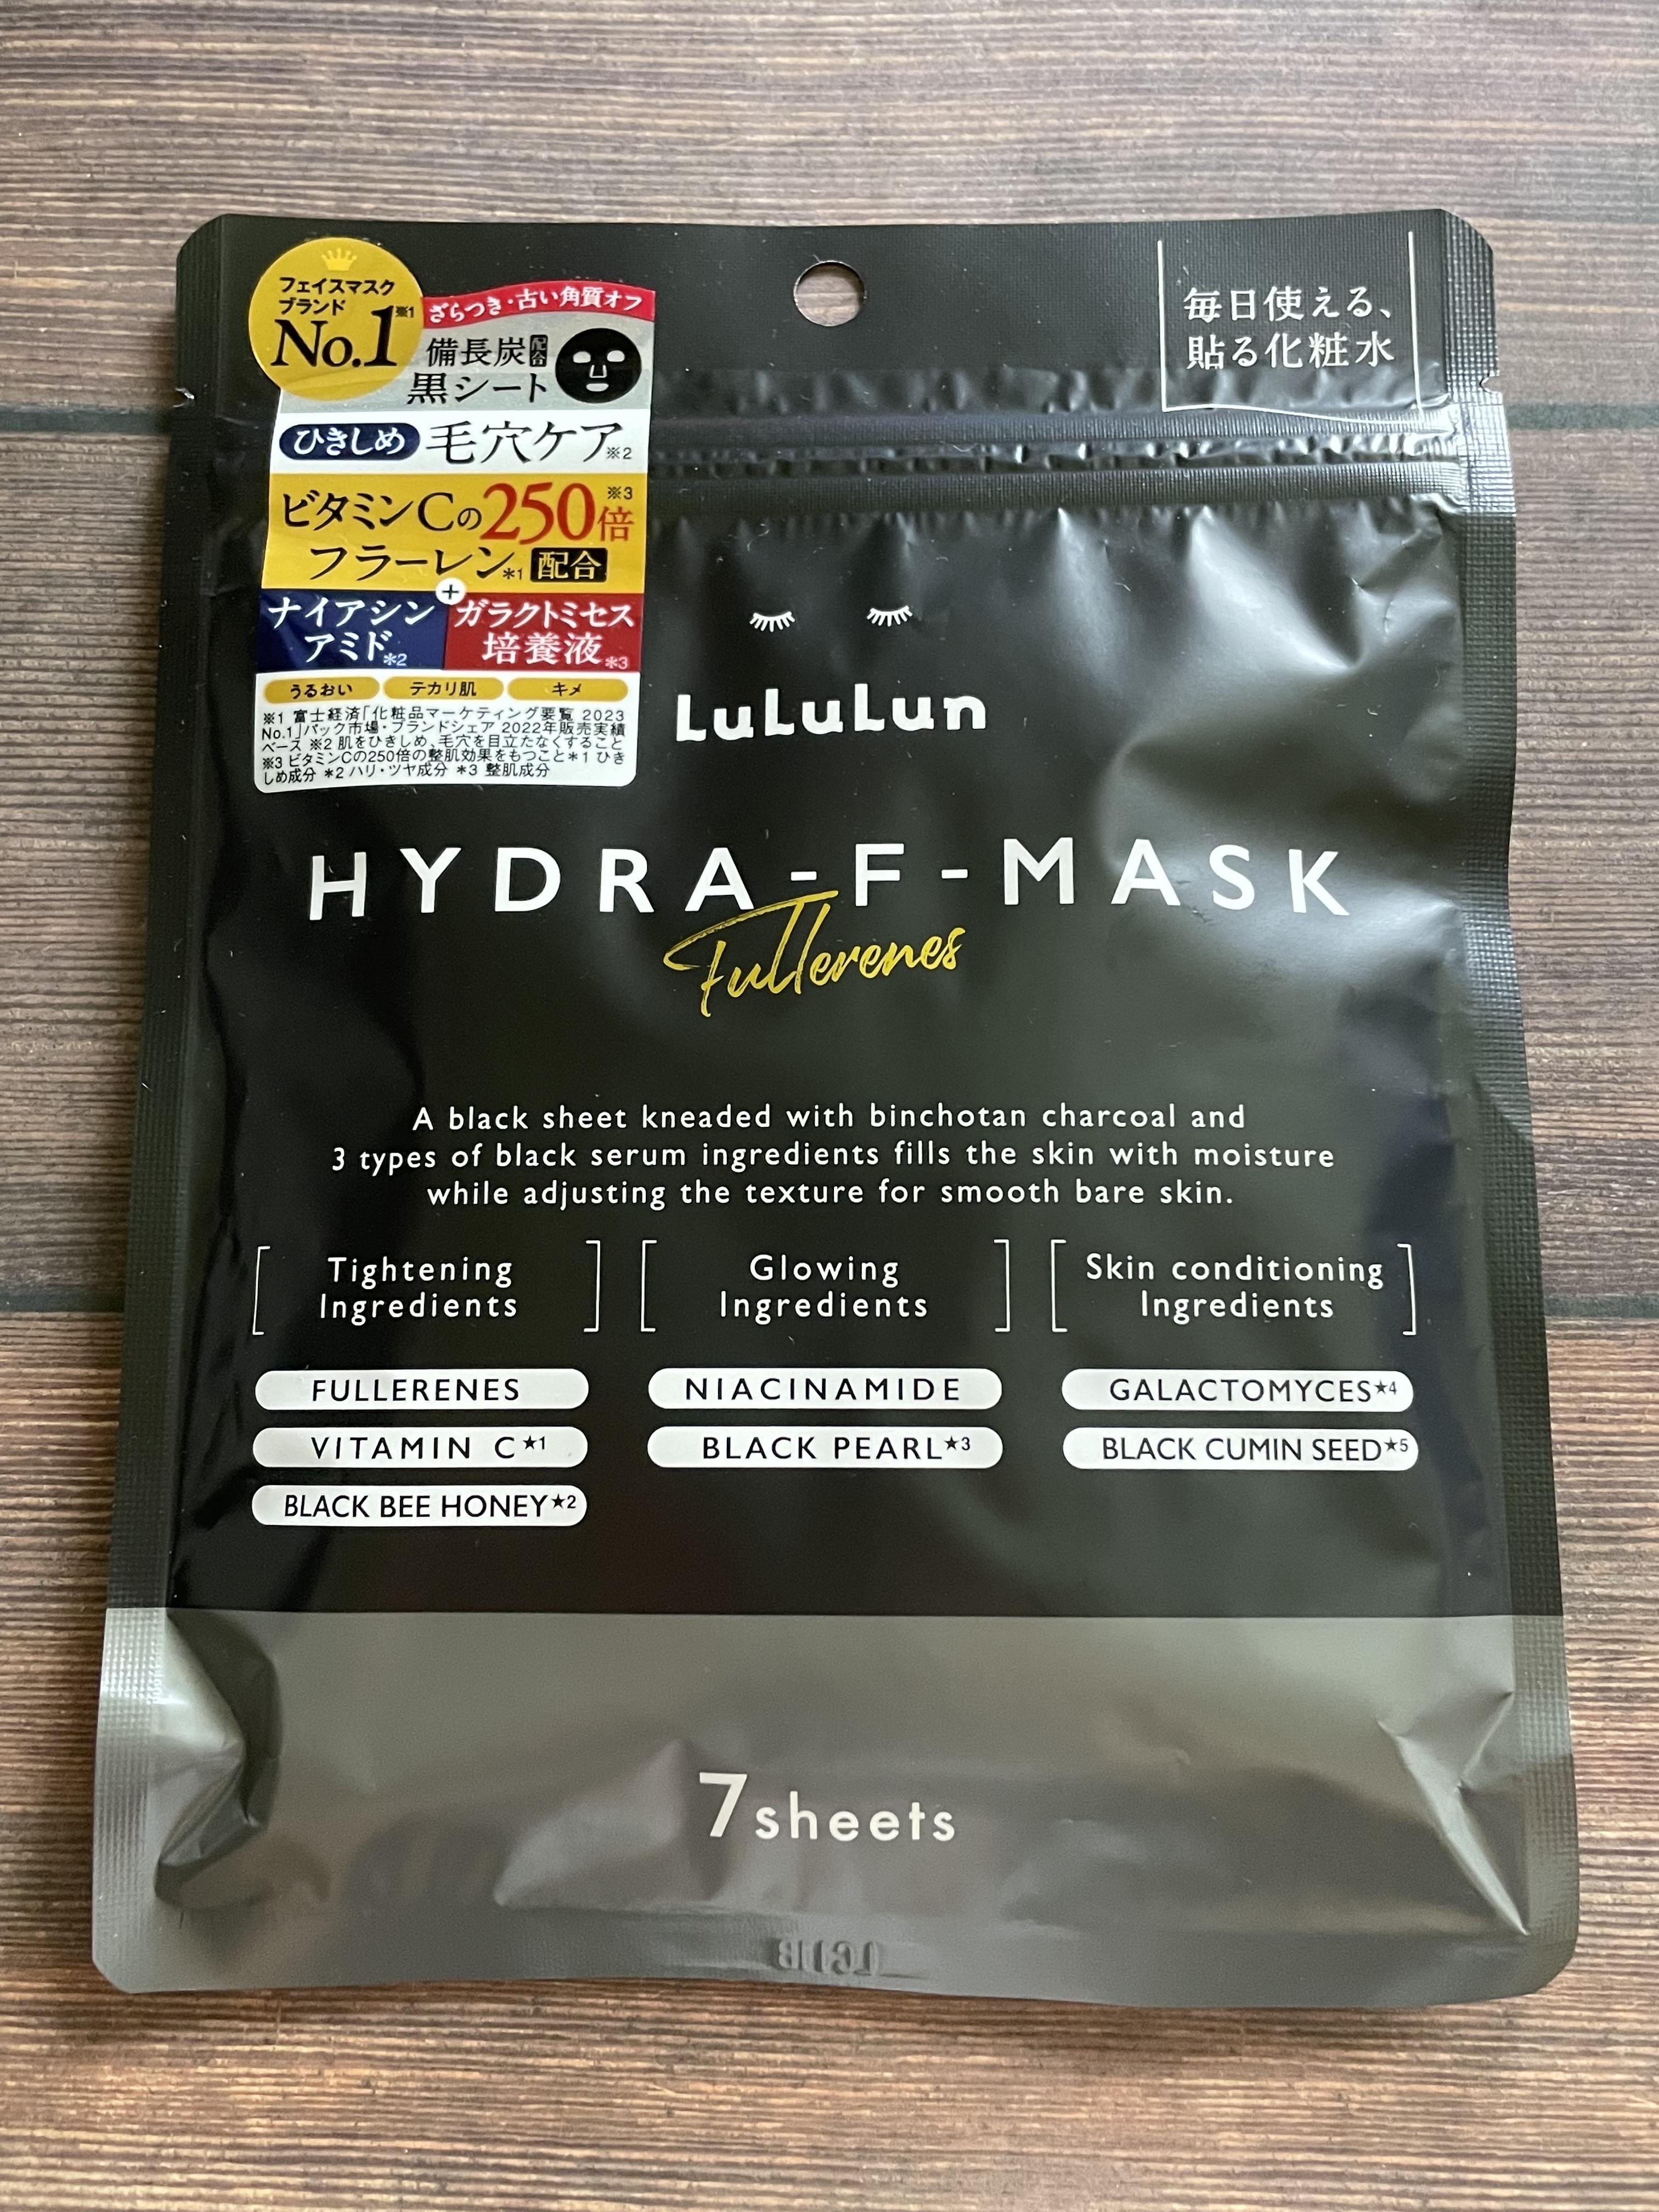 フェイスマスク
ブランド
No.1※1
ざらつき・古い角質オフ
備長炭配合
黒シート
ひきしめ 毛穴ケア※2
ビタミンCの250倍※3
フラーレン*1 配合
+
ナイアシン
アミド*2
ガラクトミセス
培養液*3
うるおい テカリ肌 キメ
※1 富士経済「化粧品マーケティング要覧 2023
No.1」パック市場・ブランドシェア 2022年販売実績
ベース ※2 肌をひきしめ、毛穴を目立たなくすること
※3 ビタミンCの250倍の整肌効果をもつこと*1 ひき
しめ成分 *2 ハリ・ツヤ成分 *3 整肌成分
毎日使える、
貼る化粧水
LuLuLun
HYDRA-F-MASK
Fullerenes
A black sheet kneaded with binchotan charcoal and
3 types of black serum ingredients fills the skin with moisture
while adjusting the texture for smooth bare skin.
Tightening
Ingredients
FULLERENES
VITAMIN C★1
BLACK BEE HONEY★2
Glowing
Ingredients
NIACINAMIDE
BLACK PEARL★3
Skin conditioning
Ingredients
GALACTOMYCES★4
BLACK CUMIN SEED★5
7sheets